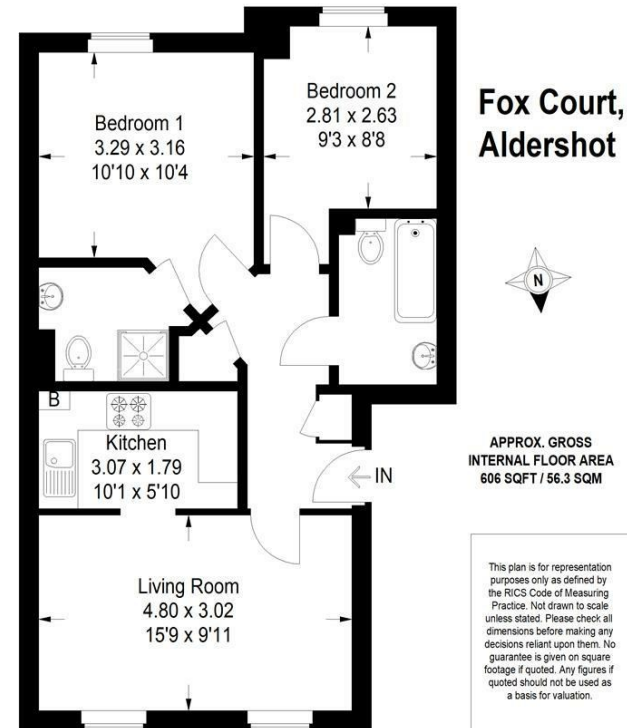 Bedroom 1
3.29 x 3.16
10'10 x 10'4
Bedroom 2
2.81 x 2.63
9'3 x 8'8
Fox Court,
Aldershot
N
B
Kitchen
3.07 x 1.79
10'1 x 5'10
IN
Living Room
4.80 x 3.02
15'9 x 9'11
APPROX. GROSS
INTERNAL FLOOR AREA
606 SQFT / 56.3 SQM
This plan is for representation
purposes only as defined by
the RICS Code of Measuring
Practice. Not drawn to scale
unless stated. Please check all
dimensions before making any
decisions reliant upon them. No
guarantee is given on square
footage if quoted. Any figures if
quoted should not be used as
a basis for valuation.